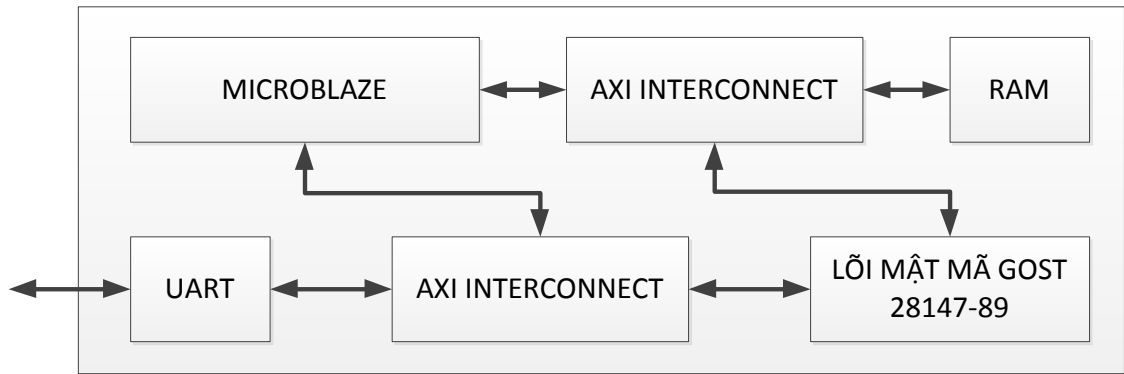 MICROBLAZE
AXI INTERCONNECT
RAM
UART
AXI INTERCONNECT
LÕI MẬT MÃ GOST
28147-89